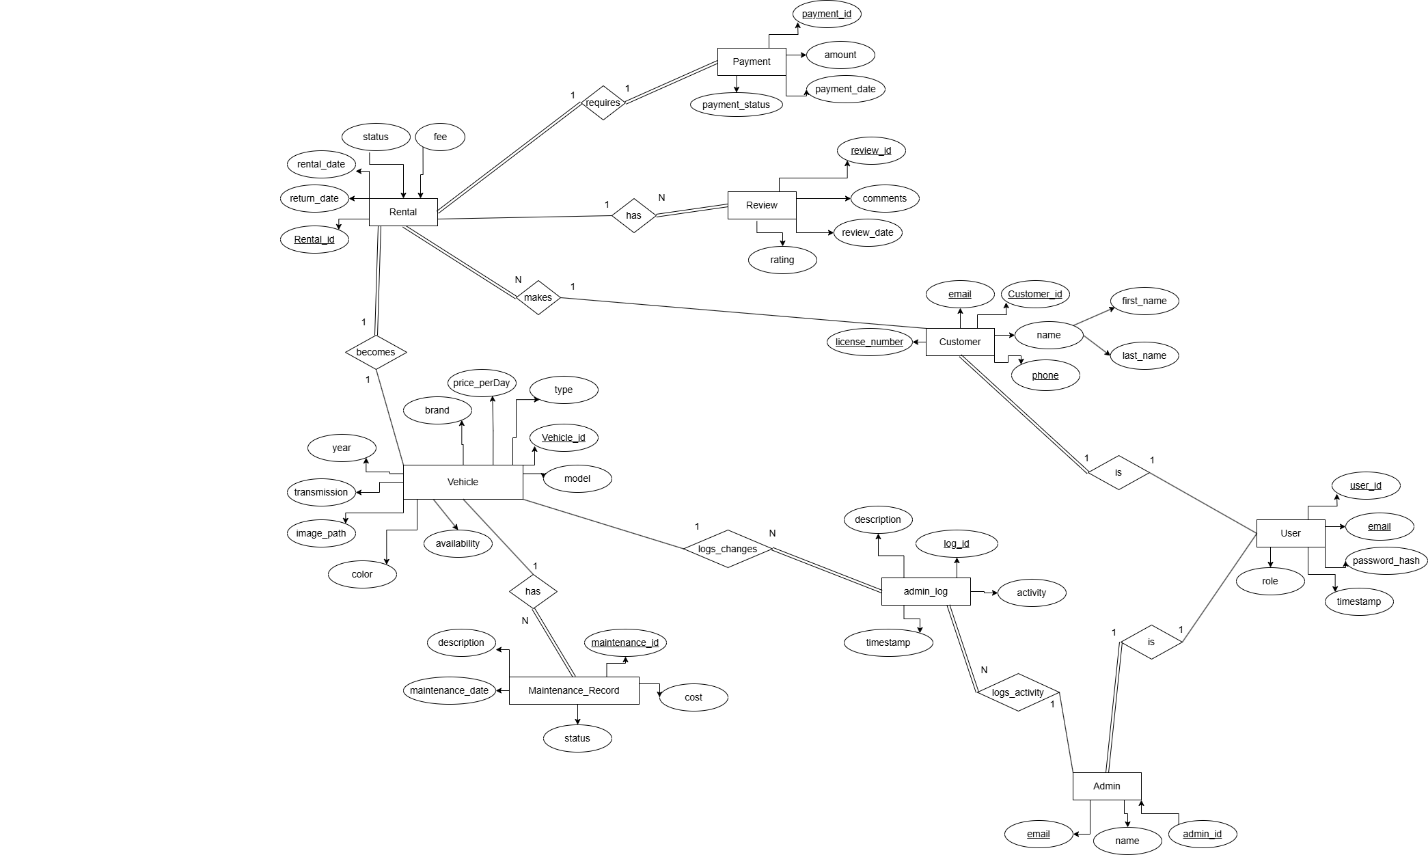 payment_id
Payment
amount
payment_date
payment_status
1
1
requires
status
fee
rental_date
return_date
Rental
Rental_id
review_id
1
has
N
Review
comments
review_date
rating
N
makes
1
email
Customer_id
first_name
license_number
Customer
name
last_name
phone
1
becomes
1
price_perDay
type
brand
Vehicle_id
year
Vehicle
model
transmission
image_path
availability
color
1
is
1
user_id
User
email
password_hash
role
timestamp
1
logs_changes
N
description
log_id
admin_log
activity
timestamp
1
has
N
description
maintenance_id
maintenance_date
Maintenance_Record
cost
status
1
is
1
N
logs_activity
1
Admin
email
name
admin_id